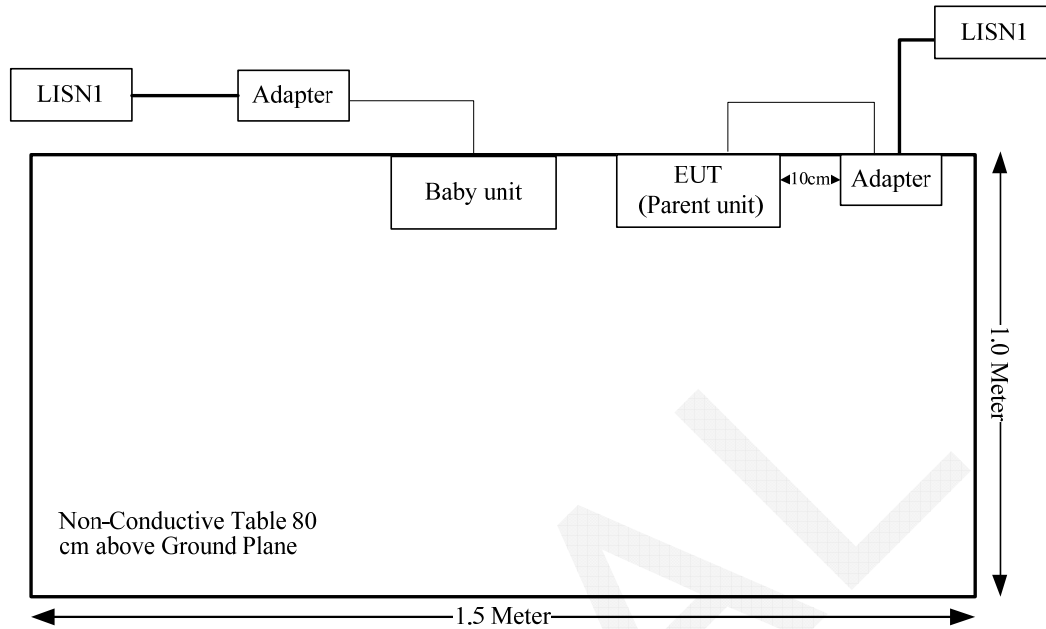 LISN1
LISN1
Adapter
Baby unit
EUT
(Parent unit)
10cm
Adapter
1.0 Meter
Non-Conductive Table 80
cm above Ground Plane
1.5 Meter